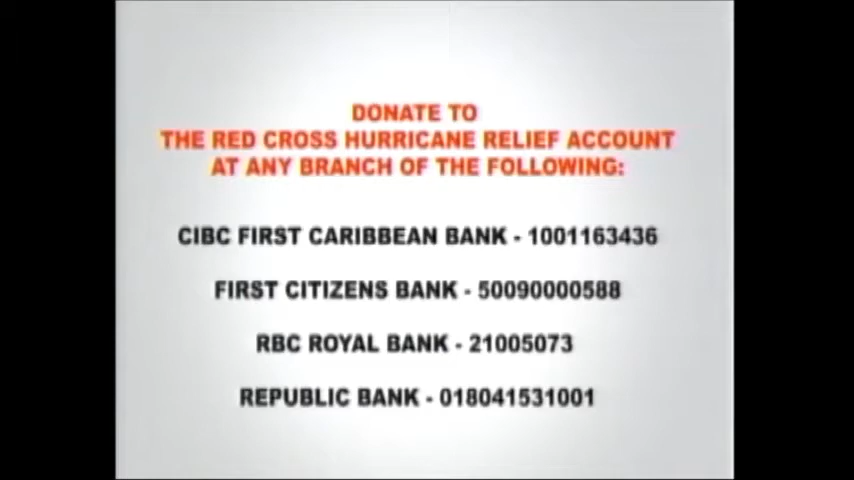 DONATE TO
THE RED CROSS HURRICANE RELIEF ACCOUNT
AT ANY BRANCH OF THE FOLLOWING:
CIBC FIRST CARIBBEAN BANK - 1001163436
FIRST CITIZENS BANK - 50090000588
RBC ROYAL BANK - 21005073
REPUBLIC BANK - 018041531001